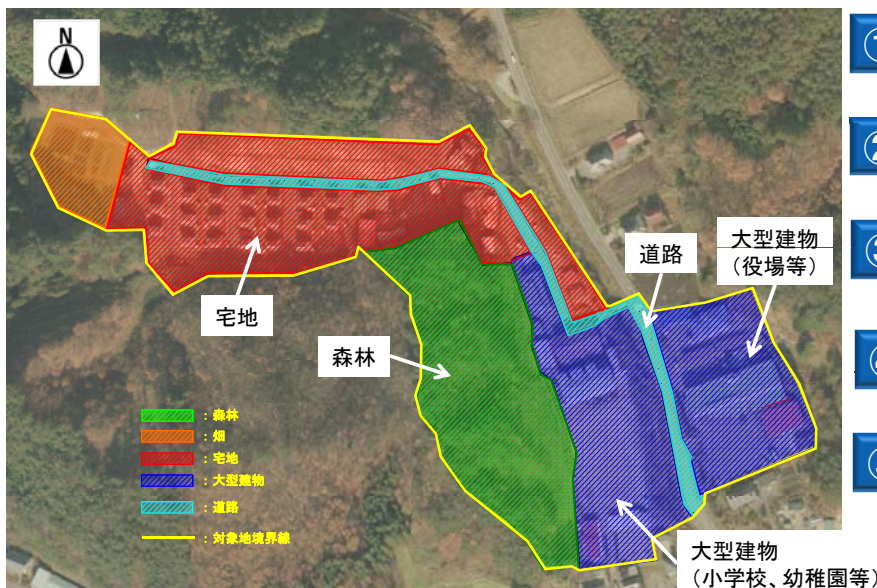 N
宅地
森林
道路
大型建物
（役場等）
大型建物
（小学校、幼稚園等）
：森林
：畑
：宅地
：大型建物
：道路
：対象地境界線
②
③